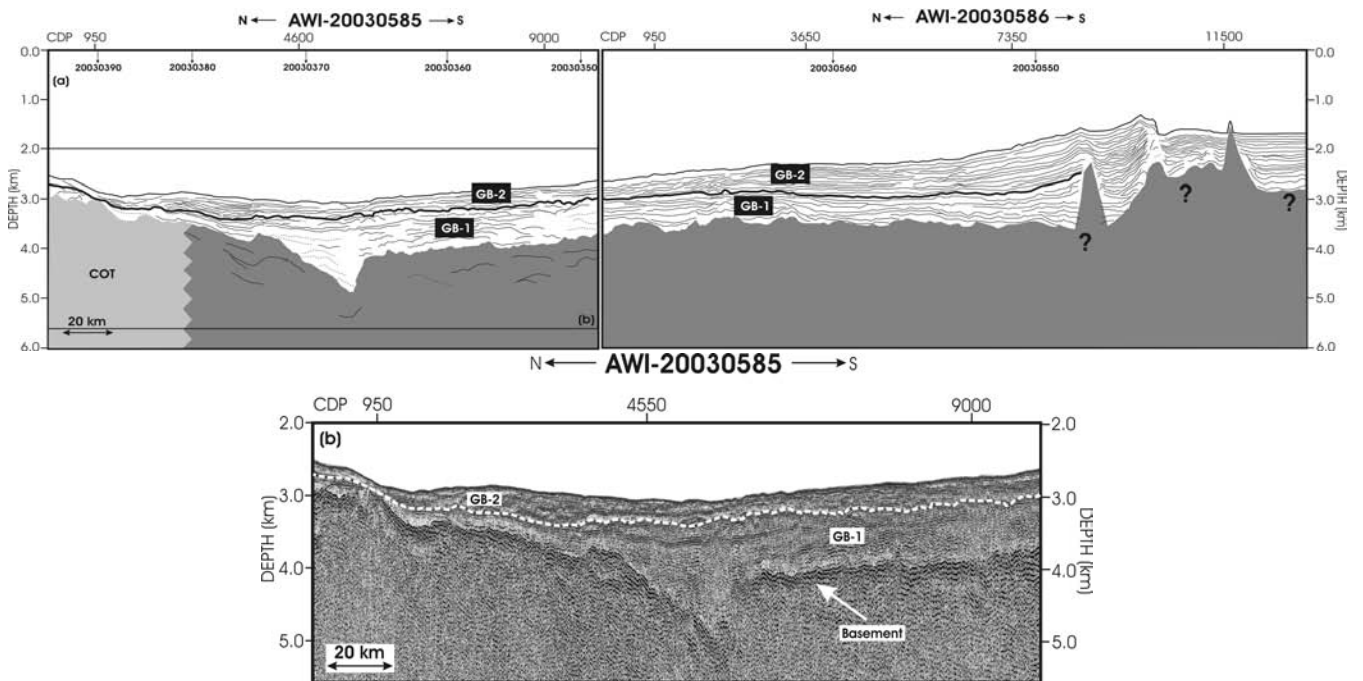 N ← AWI-20030585 → S
N ← AWI-20030586 → S
CDP 950 4600 9000
CDP 950 3650 7350 11500
0.0 0.0
20030390 20030380 20030370 20030360 20030350
20030560 20030550
(a)
1.0 1.0
2.0 2.0
DEPTH (km)
DEPTH (km)
GB-2
GB-2
3.0 3.0
GB-1
GB-1
? ? ?
4.0 4.0
COT
5.0 5.0
20 km
(b)
6.0 6.0
N ← AWI-20030585 → S
CDP 950 4550 9000
2.0 2.0
(b)
GB-2
3.0 3.0
DEPTH (km)
DEPTH (km)
GB-1
4.0 4.0
Basement
5.0 5.0
20 km